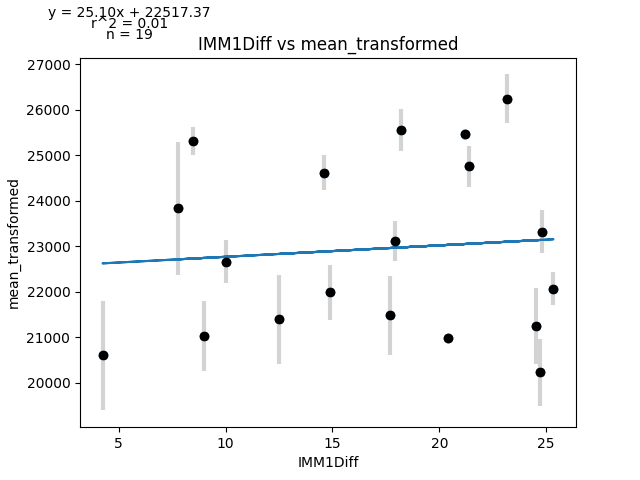 y = 25.10x + 22517.37
r^2 = 0.01
n = 19
IMM1Diff vs mean_transformed
27000
26000
25000
24000
23000
22000
21000
20000
mean_transformed
5 10 15 20 25
IMM1Diff